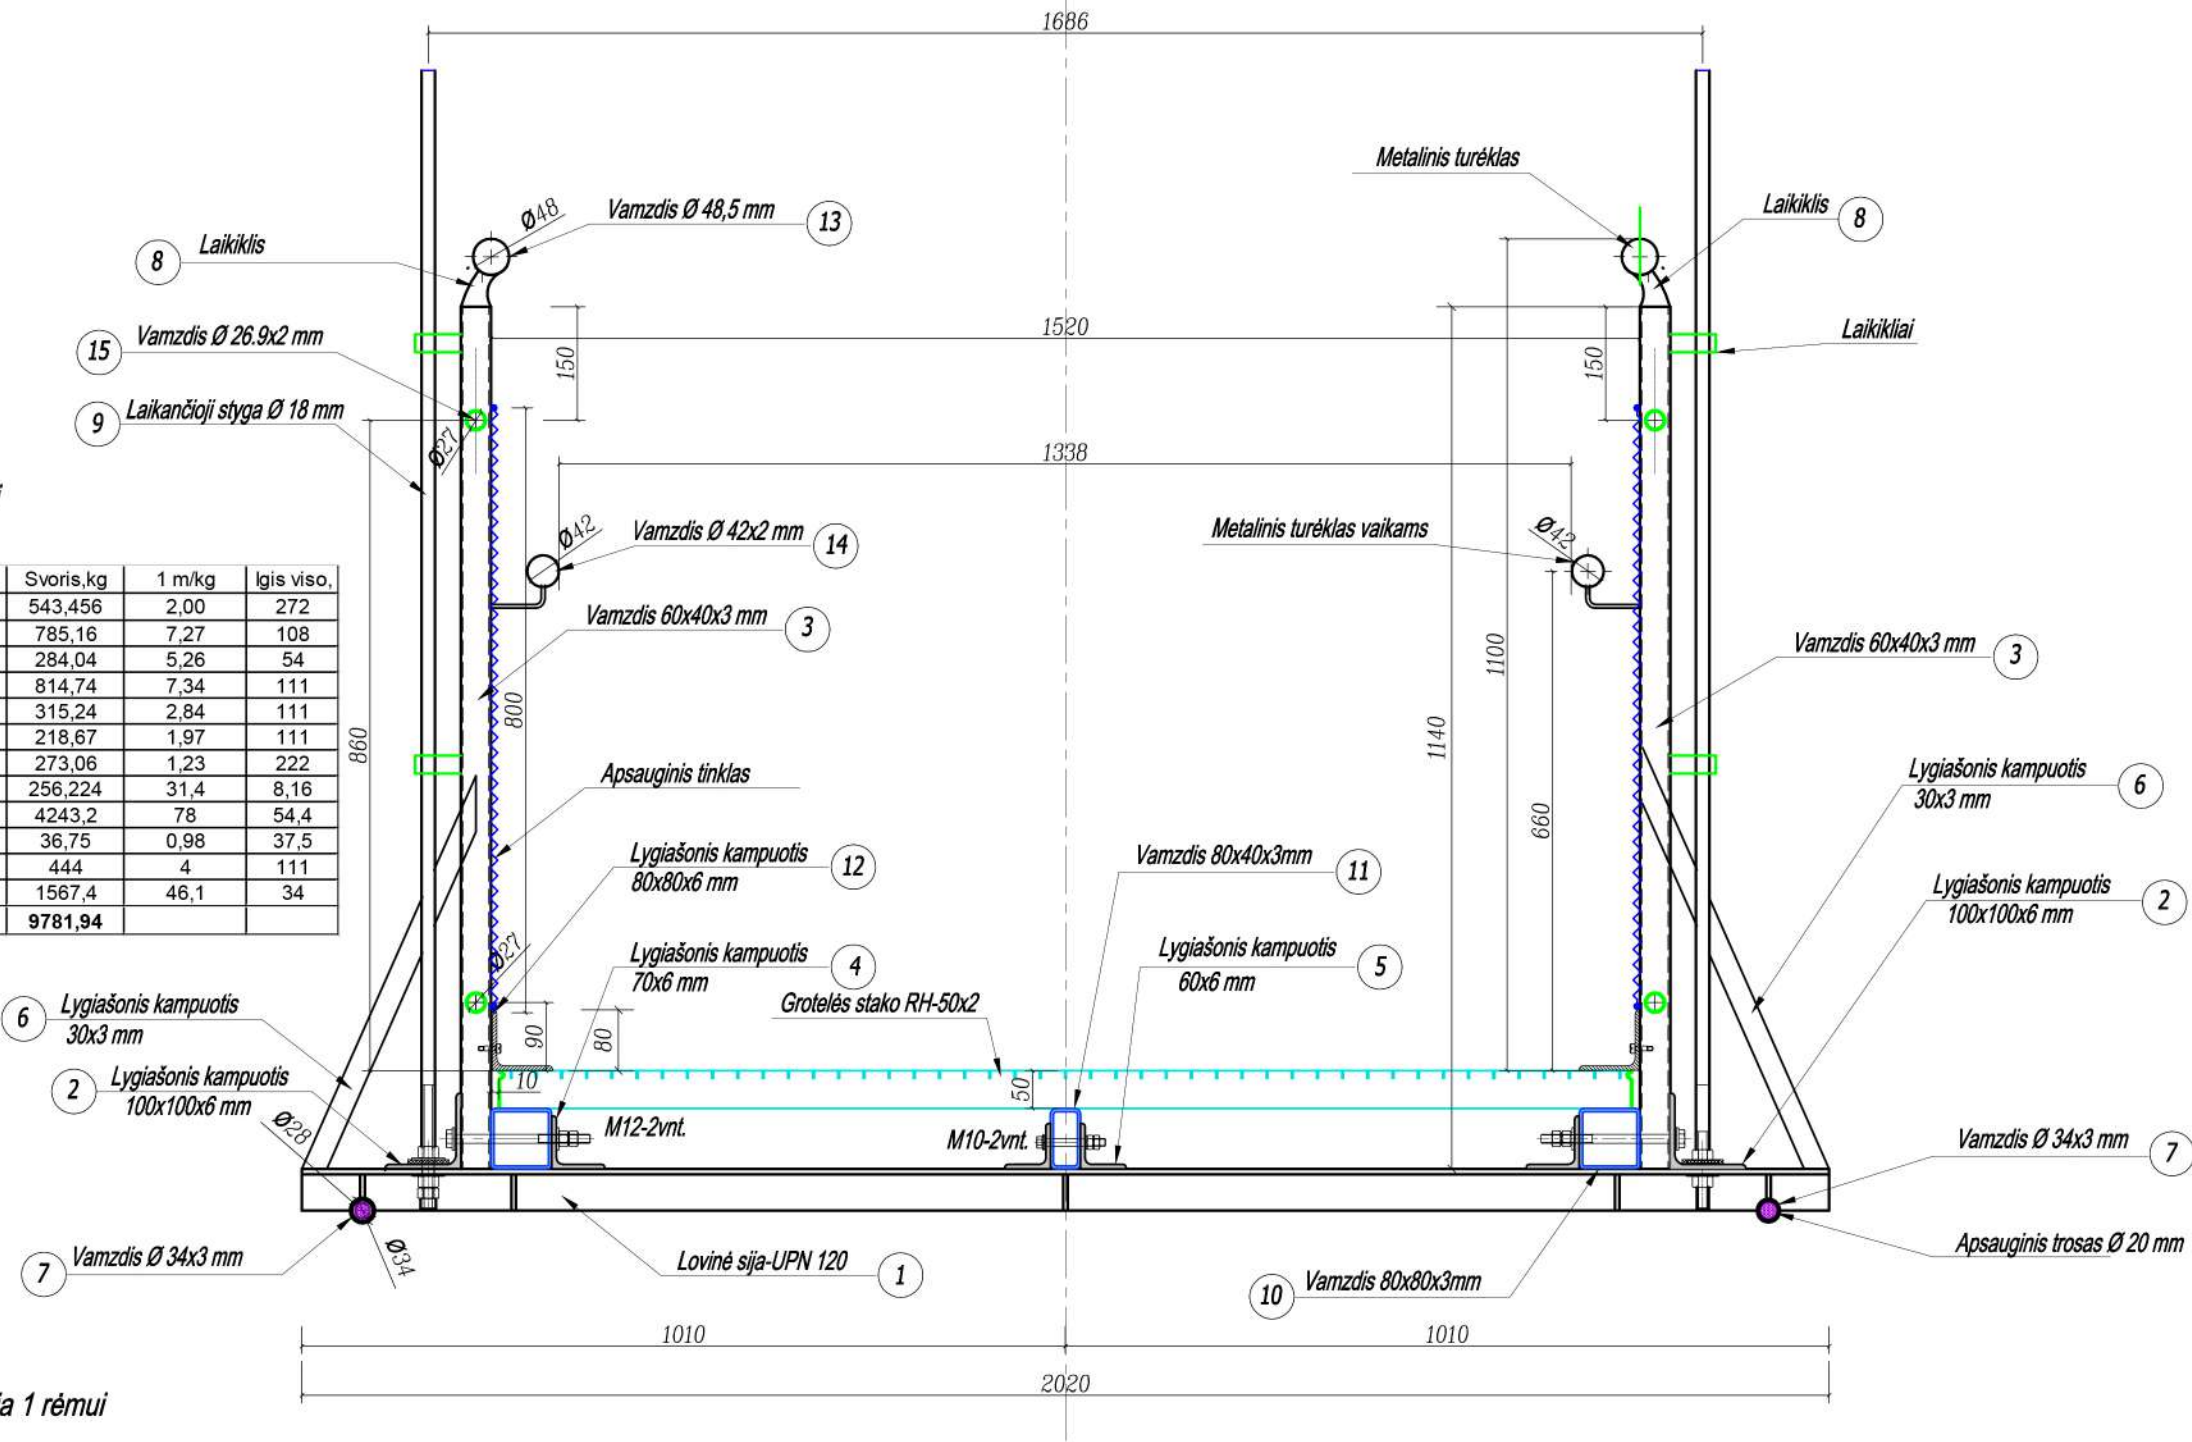 1686
Metalinis turėklas
Ø48
Vamzdis Ø 48,5 mm
13
Laikiklis
8
8
Laikiklis
1520
150
150
Laikikliai
15
Vamzdis Ø 26.9x2 mm
9
Laikančioji styga Ø 18 mm
Ø27
1338
Ø42
Vamzdis Ø 42x2 mm
14
Metalinis turėklas vaikams
Ø42
Svoris,kg	1 m/kg	Igis viso,
543,456	2,00	272
785,16	7,27	108
284,04	5,26	54
814,74	7,34	111
315,24	2,84	111
218,67	1,97	111
273,06	1,23	222
256,224	31,4	8,16
4243,2	78	54,4
36,75	0,98	37,5
444	4	111
1567,4	46,1	34
9781,94
Vamzdis 60x40x3 mm
3
Vamzdis 60x40x3 mm
3
860
800
1100
1140
660
Apsauginis tinklas
Lygiašonis kampuotis
30x3 mm
6
Lygiašonis kampuotis
80x80x6 mm
12
Vamzdis 80x40x3mm
11
Lygiašonis kampuotis
100x100x6 mm
2
Ø27
Lygiašonis kampuotis
70x6 mm
4
Lygiašonis kampuotis
60x6 mm
5
Grotelės stako RH-50x2
6
Lygiašonis kampuotis
30x3 mm
90
80
2
Lygiašonis kampuotis
100x100x6 mm
10
50
Ø28
M12-2vnt.
M10-2vnt.
Vamzdis Ø 34x3 mm
7
7
Vamzdis Ø 34x3 mm
Ø34
Lovinė sija-UPN 120
1
10
Vamzdis 80x80x3mm
Apsauginis trosas Ø 20 mm
1010
1010
2020
1 rėmui